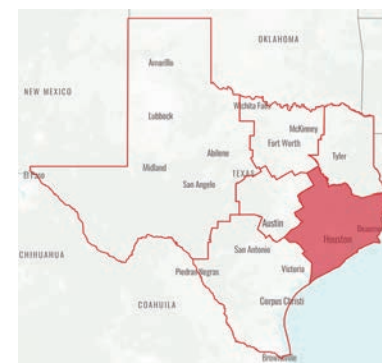 OKLAHOMA
Amarillo
NEW MEXICO
Wichita Falls
Lubbock
McKinney
Fort Worth
Abilene
Tyler
Midland
El Paso
TEXAS
San Angelo
Austin
Beaumont
Houston
San Antonio
CHIHUAHUA
Piedras Negras
Victoria
COAHUILA
Corpus Christi
Brownsville